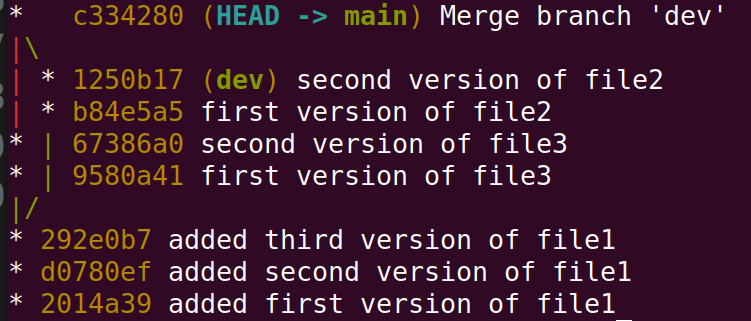 *   c334280 (HEAD -> main) Merge branch 'dev'
|\
| * 1250b17 (dev) second version of file2
| * b84e5a5 first version of file2
* | 67386a0 second version of file3
* | 9580a41 first version of file3
|/
* 292e0b7 added third version of file1
* d0780ef added second version of file1
* 2014a39 added first version of file1